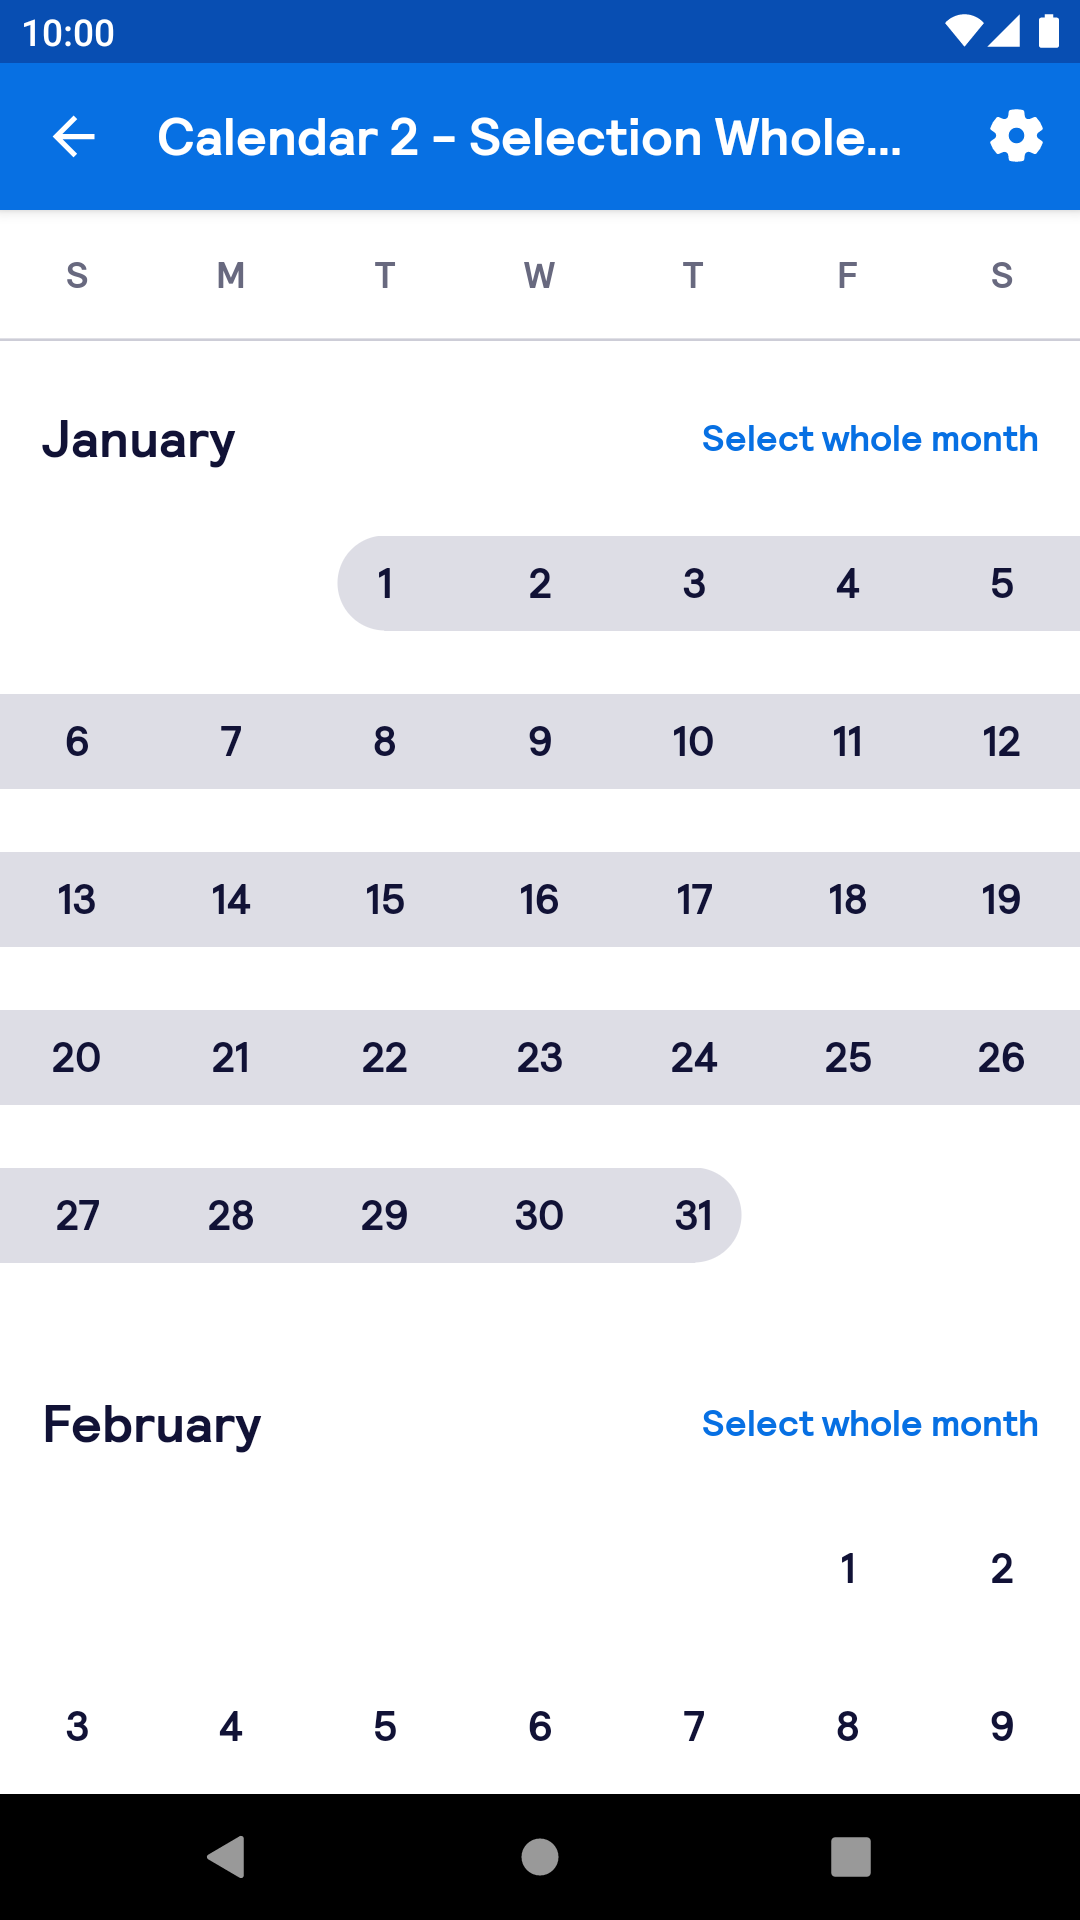 10:00
Calendar 2 – Selection Whole...
S M T W T F S
January Select whole month
1 2 3 4 5
6 7 8 9 10 11 12
13 14 15 16 17 18 19
20 21 22 23 24 25 26
27 28 29 30 31
February Select whole month
1 2
3 4 5 6 7 8 9